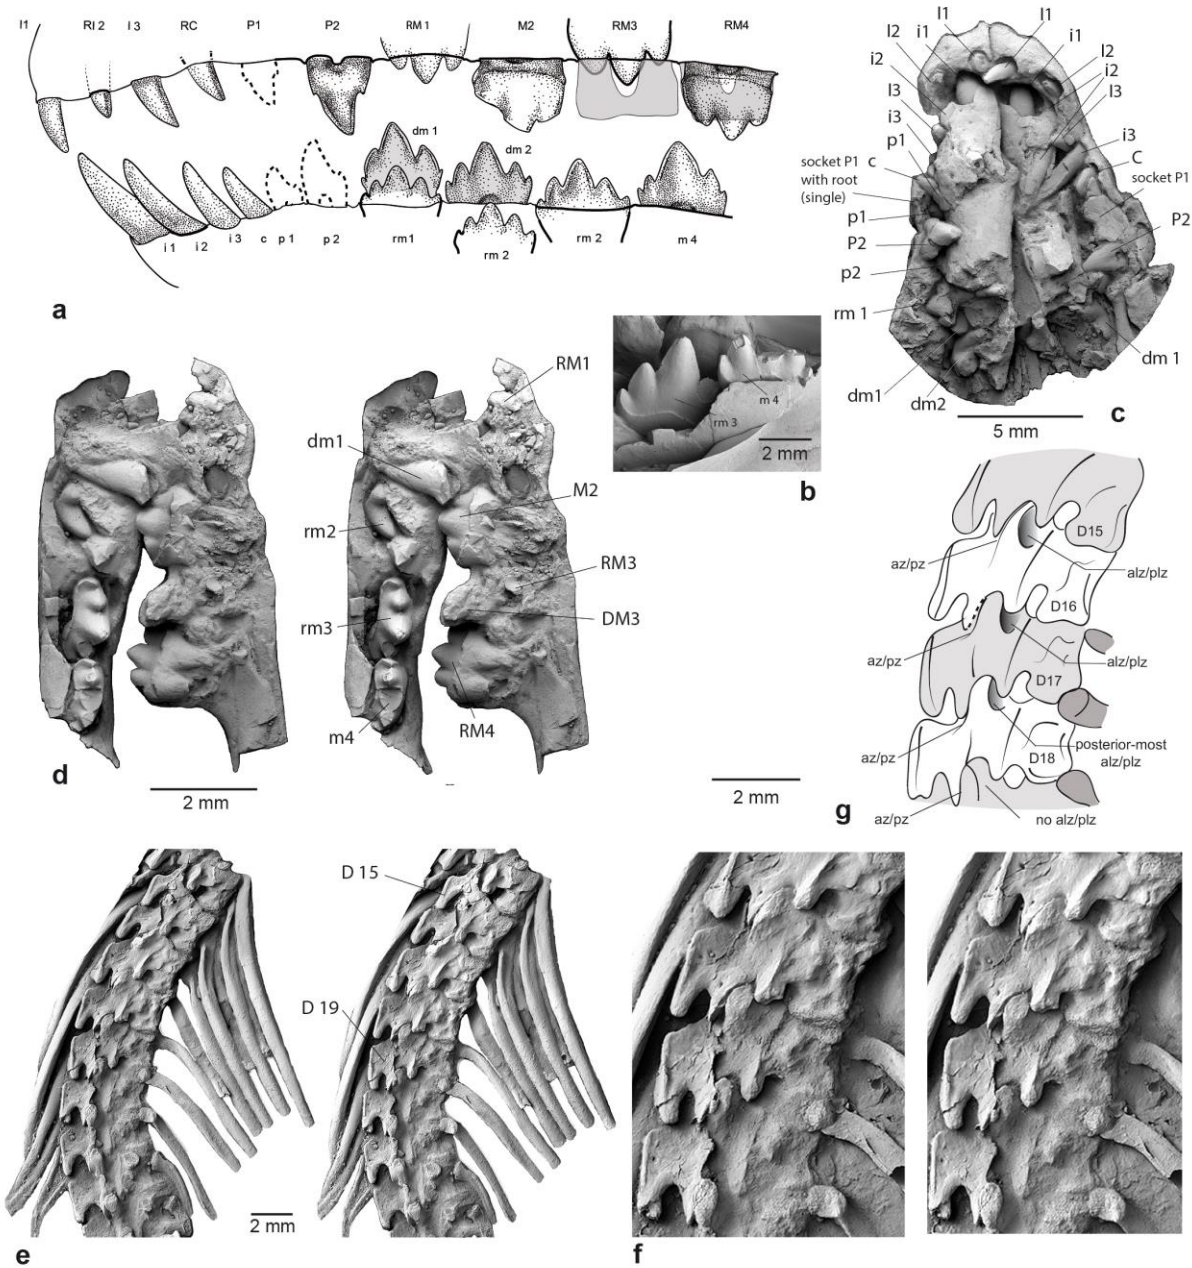 I1 RI 2 I 3 RC P1 P2 RM 1 M2 RM3 RM4
dm 1
dm 2
i 1 i 2 i 3 c p 1 p 2 rm1 rm 2 rm 2 m 4
a
I1 I1
I2 i1 i1 I2
i2 i2
I3 I3
i3 i3
p1 C
socket P1 c socket P1
with root
(single)
p1 P2
P2
p2
rm 1
dm 1
dm1
dm2
5 mm
c
m 4
rm 3
2 mm
b
RM1
dm1
M2
rm2
RM3
rm3 DM3
RM4
m4
d
2 mm
2 mm
D15
az/pz alz/plz
D16
az/pz alz/plz
D17
az/pz posterior-most
D18 alz/plz
az/pz no alz/plz
g
D 15
D 19
2 mm
e
f